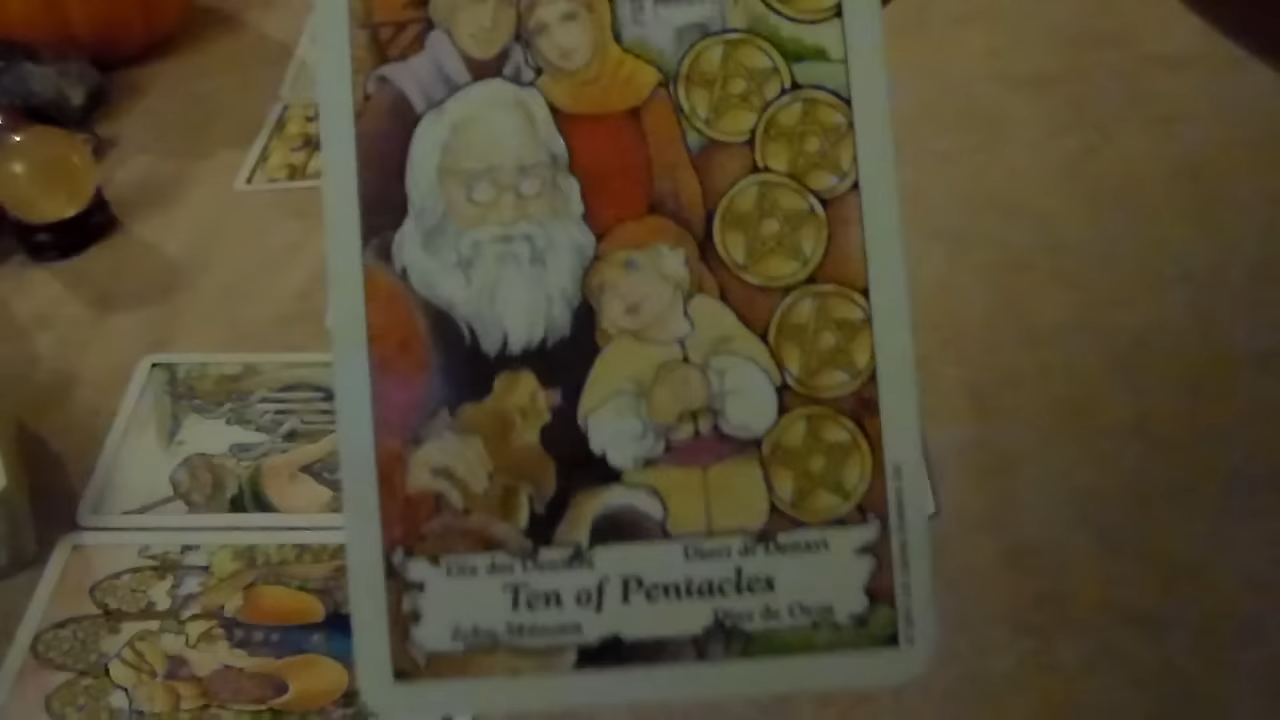 Dix des Deniers Dieci di Denari
Ten of Pentacles
Zehn Münzen Diez de Oros